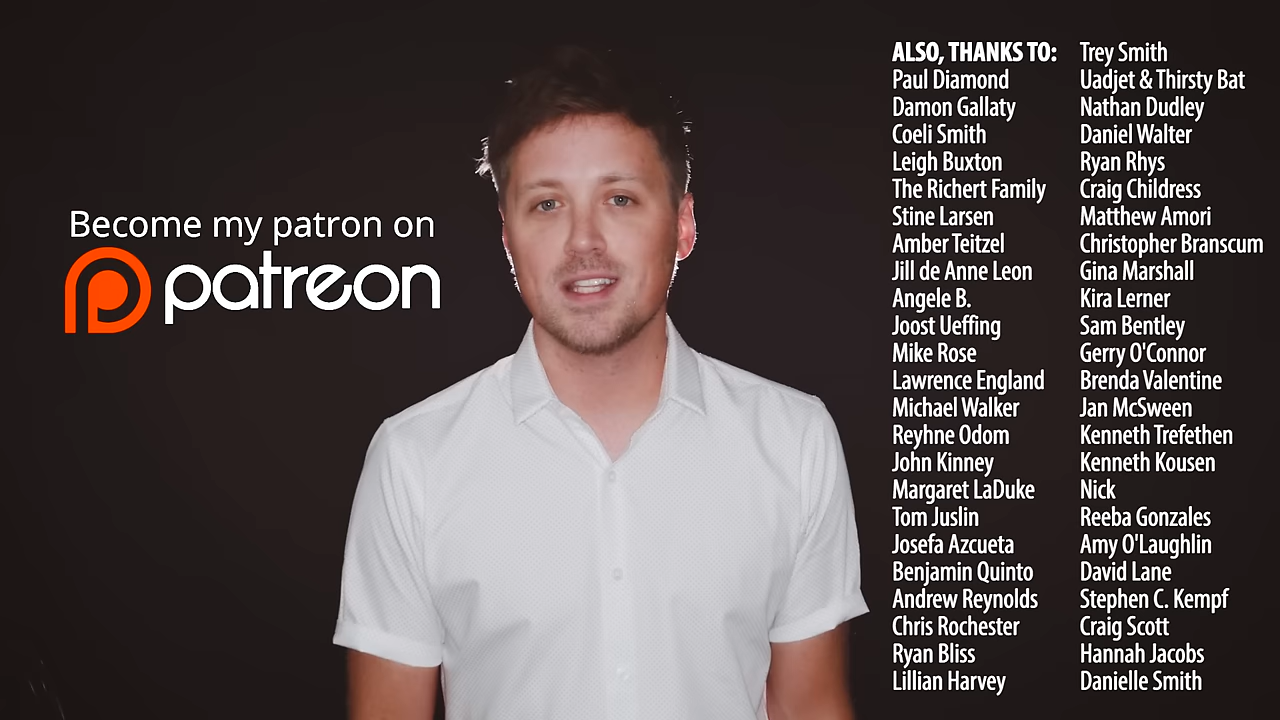 Become my patron on
patreon
ALSO, THANKS TO:
Paul Diamond
Damon Gallaty
Coeli Smith
Leigh Buxton
The Richert Family
Stine Larsen
Amber Teitzel
Jill de Anne Leon
Angele B.
Joost Ueffing
Mike Rose
Lawrence England
Michael Walker
Reyhne Odom
John Kinney
Margaret LaDuke
Tom Juslin
Josefa Azcueta
Benjamin Quinto
Andrew Reynolds
Chris Rochester
Ryan Bliss
Lillian Harvey
Trey Smith
Uadjet & Thirsty Bat
Nathan Dudley
Daniel Walter
Ryan Rhys
Craig Childress
Matthew Amori
Christopher Branscum
Gina Marshall
Kira Lerner
Sam Bentley
Gerry O'Connor
Brenda Valentine
Jan McSween
Kenneth Trefethen
Kenneth Kousen
Nick
Reeba Gonzales
Amy O'Laughlin
David Lane
Stephen C. Kempf
Craig Scott
Hannah Jacobs
Danielle Smith